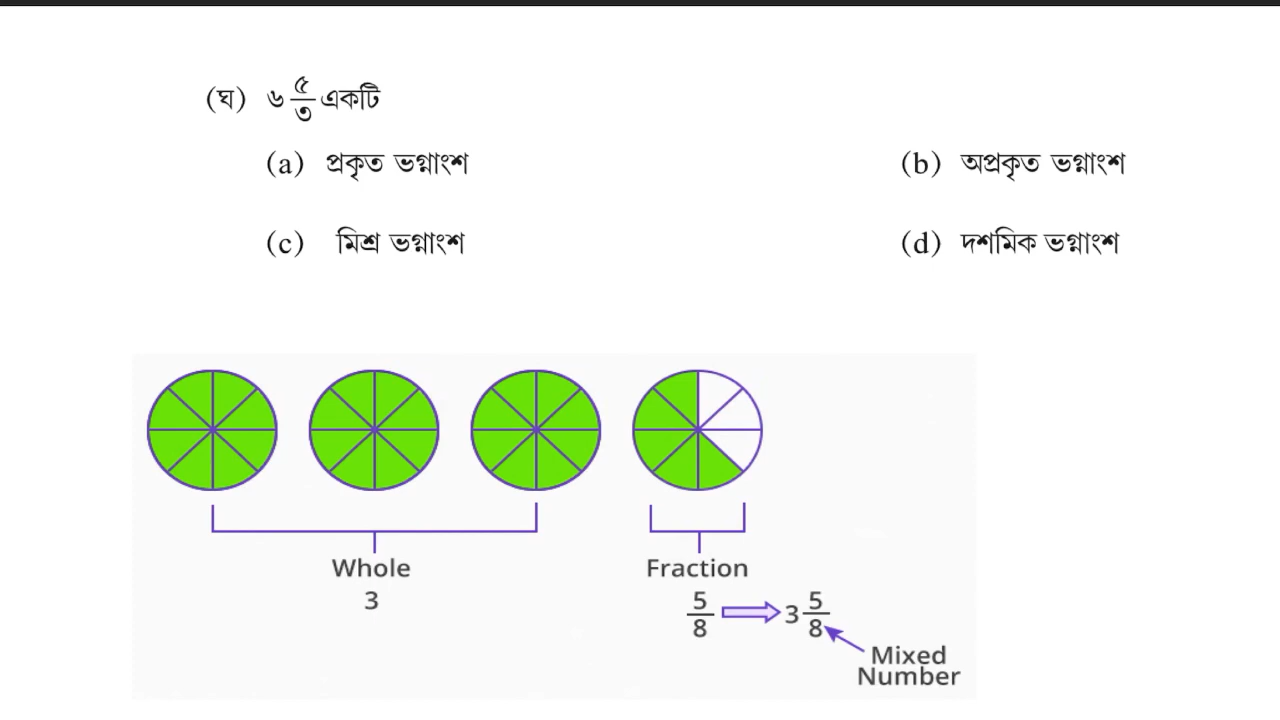 (ঘ) ৬ ৫/৩ একটি
(a) প্রকৃত ভগ্নাংশ (b) অপ্রকৃত ভগ্নাংশ
(c) মিশ্র ভগ্নাংশ (d) দশমিক ভগ্নাংশ
Whole Fraction
3 5/8 3 5/8
Mixed
Number